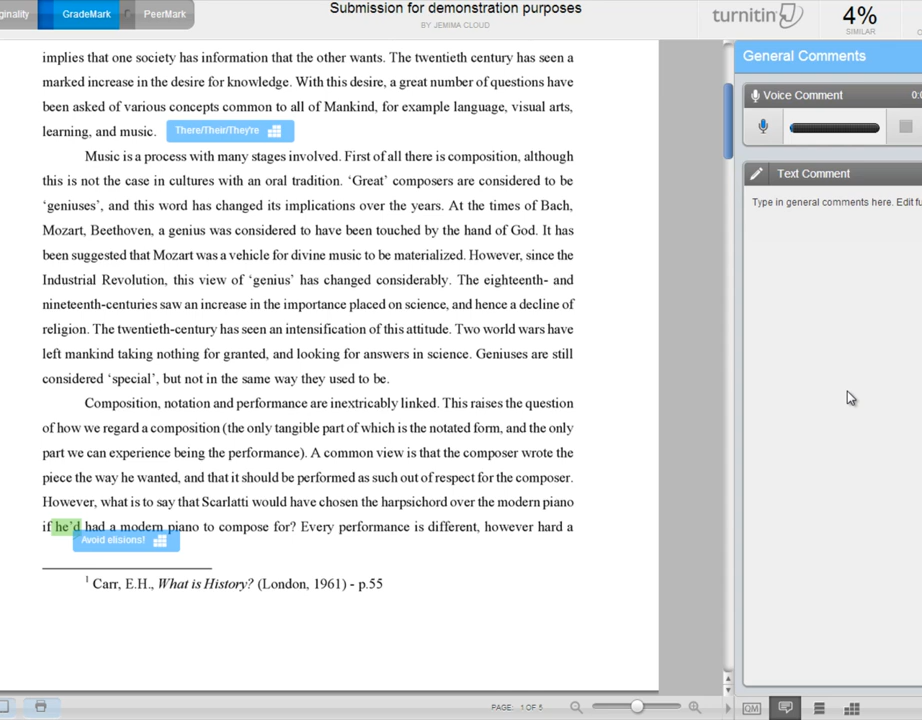 ginality GradeMark PeerMark Submission for demonstration purposes turnitin 4%
BY JEMIMA CLOUD SIMILAR
implies that one society has information that the other wants. The twentieth century has seen a
marked increase in the desire for knowledge. With this desire, a great number of questions have
been asked of various concepts common to all of Mankind, for example language, visual arts,
learning, and music. There/Their/They're
Music is a process with many stages involved. First of all there is composition, although
this is not the case in cultures with an oral tradition. ‘Great’ composers are considered to be
‘geniuses’, and this word has changed its implications over the years. At the times of Bach,
Mozart, Beethoven, a genius was considered to have been touched by the hand of God. It has
been suggested that Mozart was a vehicle for divine music to be materialized. However, since the
Industrial Revolution, this view of ‘genius’ has changed considerably. The eighteenth- and
nineteenth-centuries saw an increase in the importance placed on science, and hence a decline of
religion. The twentieth-century has seen an intensification of this attitude. Two world wars have
left mankind taking nothing for granted, and looking for answers in science. Geniuses are still
considered ‘special’, but not in the same way they used to be.
Composition, notation and performance are inextricably linked. This raises the question
of how we regard a composition (the only tangible part of which is the notated form, and the only
part we can experience being the performance). A common view is that the composer wrote the
piece the way he wanted, and that it should be performed as such out of respect for the composer.
However, what is to say that Scarlatti would have chosen the harpsichord over the modern piano
if he’d had a modern piano to compose for? Every performance is different, however hard a
Avoid elisions!
1 Carr, E.H., What is History? (London, 1961) - p.55
General Comments
Voice Comment 0:
Text Comment
Type in general comments here. Edit fu
PAGE: 1 OF 5
QM